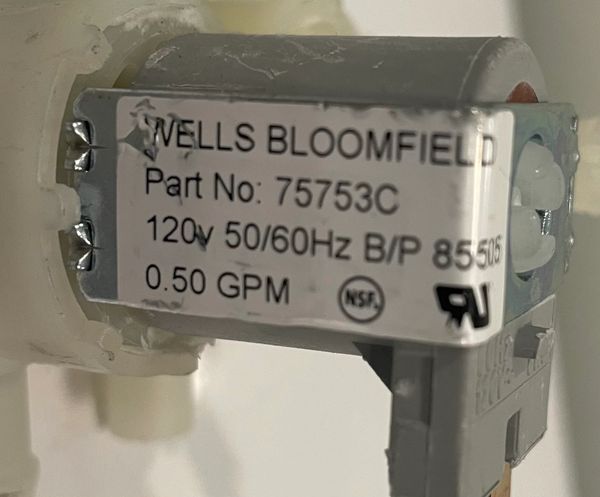 WELLS BLOOMFIELD
Part No: 75753C
120v 50/60Hz B/P 85505
0.50 GPM NSF